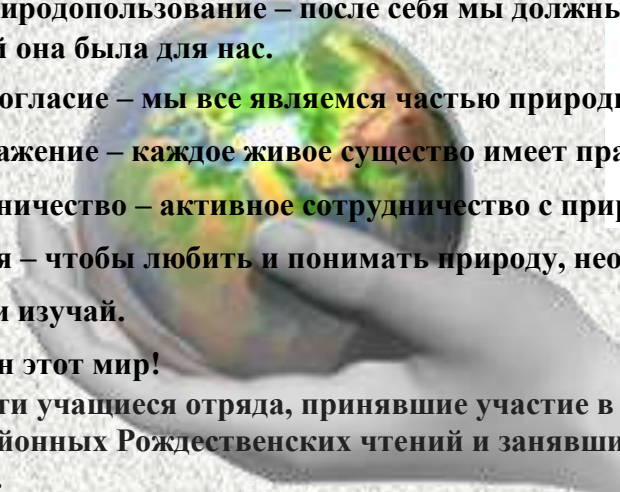 иродопользование – после себя мы должны
й она была для нас.
огласие – мы все являемся частью природ
ажение – каждое живое существо имеет пра
ничество – активное сотрудничество с при
я – чтобы любить и понимать природу, нео
и изучай.
н этот мир!
ти учащиеся отряда, принявшие участие в
йонных Рождественских чтений и занявши